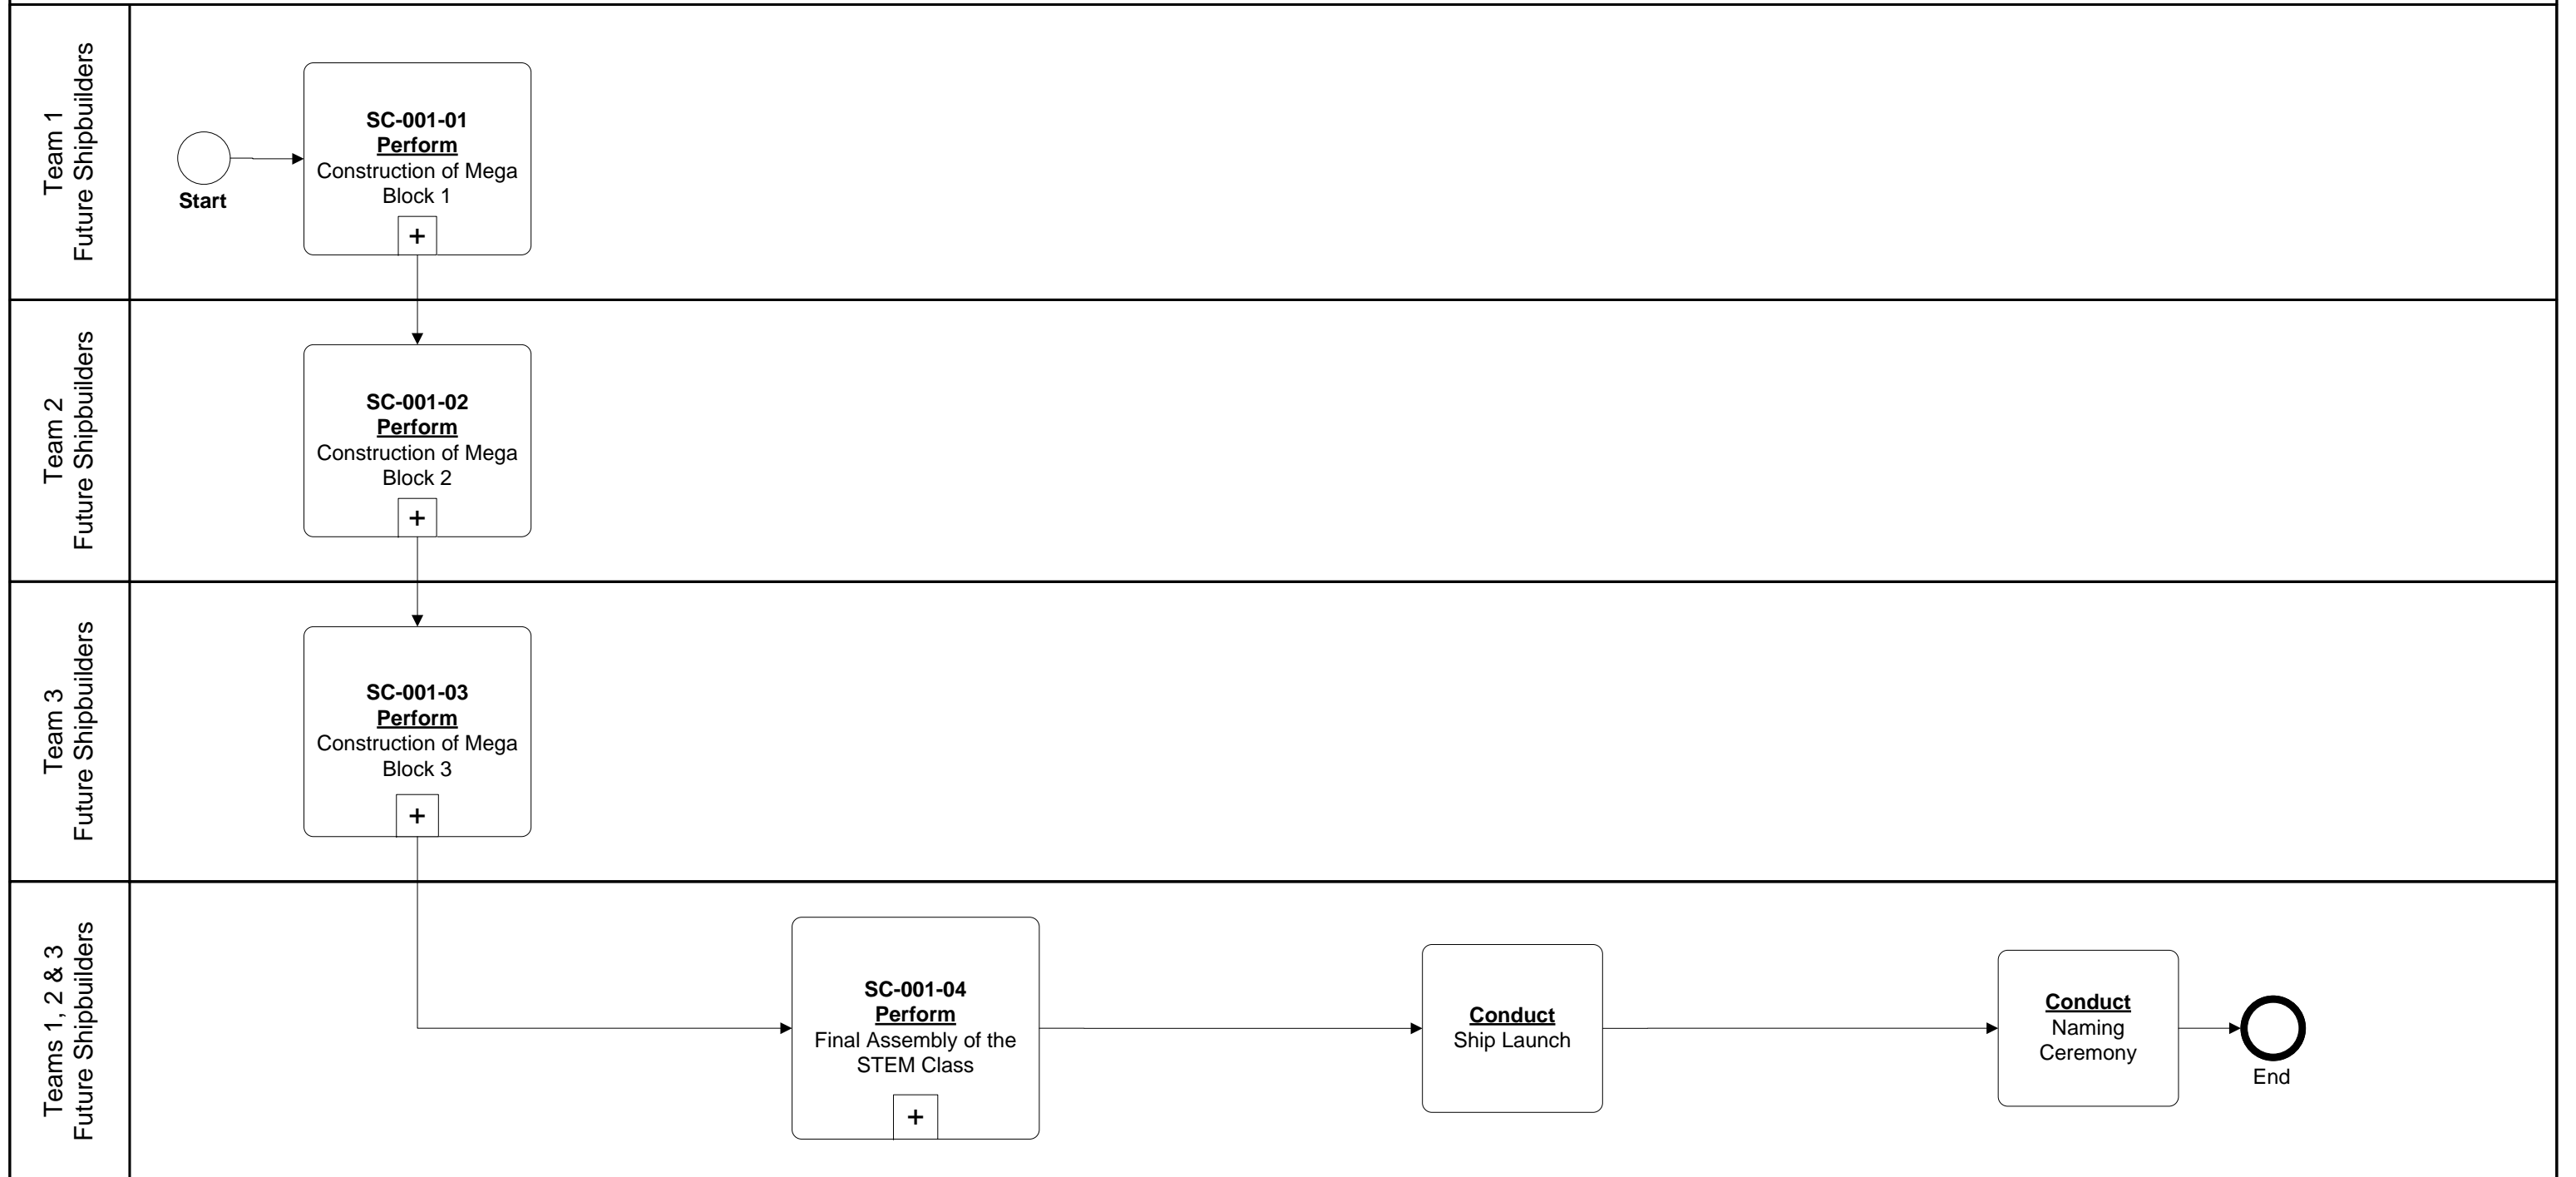 Team 1
Future Shipbuilders
Start
SC-001-01
Perform
Construction of Mega
Block 1
+
Team 2
Future Shipbuilders
SC-001-02
Perform
Construction of Mega
Block 2
+
Team 3
Future Shipbuilders
SC-001-03
Perform
Construction of Mega
Block 3
+
Teams 1, 2 & 3
Future Shipbuilders
SC-001-04
Perform
Final Assembly of the
STEM Class
+
Conduct
Ship Launch
Conduct
Naming
Ceremony
End